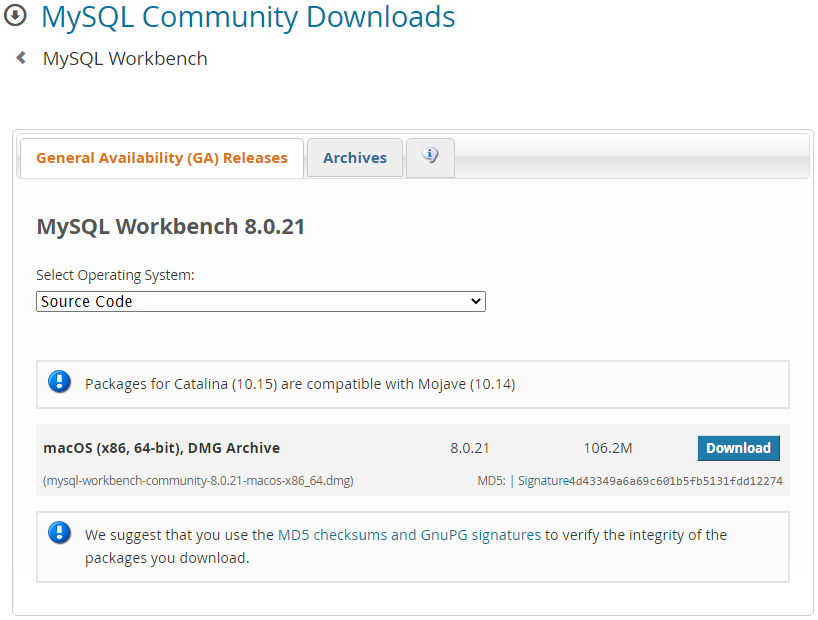 MySQL Community Downloads
MySQL Workbench
General Availability (GA) Releases
Archives
MySQL Workbench 8.0.21
Select Operating System:
Source Code
Packages for Catalina (10.15) are compatible with Mojave (10.14)
macOS (x86, 64-bit), DMG Archive 8.0.21 106.2M Download
(mysql-workbench-community-8.0.21-macos-x86_64.dmg) MD5: | Signature4d43349a6a69c601b5fb5131fdd12274
We suggest that you use the MD5 checksums and GnuPG signatures to verify the integrity of the
packages you download.